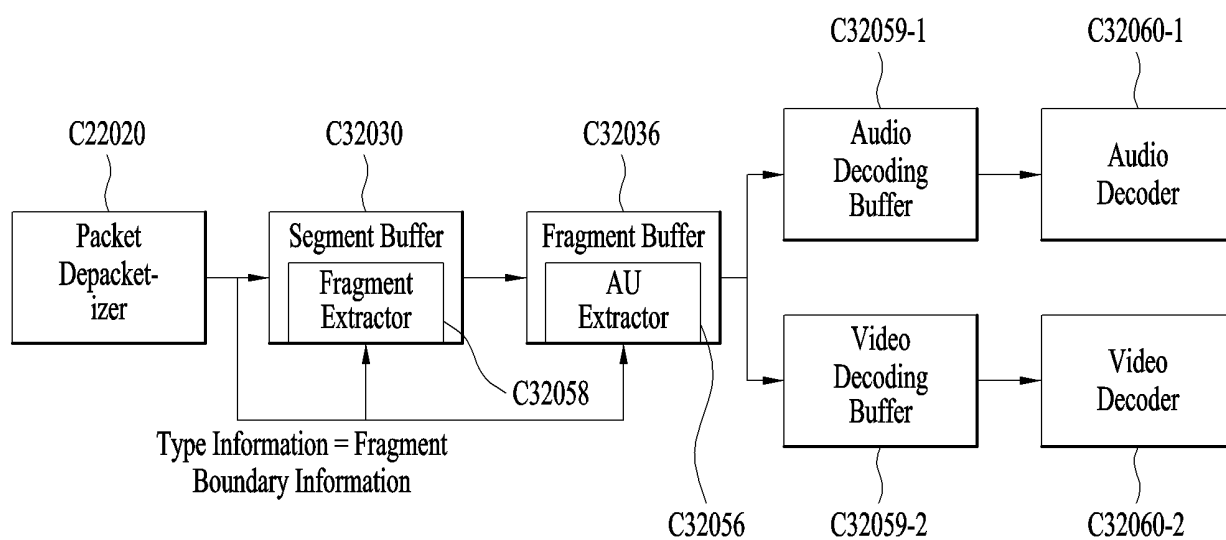 C32059-1
C32060-1
C22020
C32030
C32036
Audio
Decoding
Buffer
Audio
Decoder
Packet
Depacket-
izer
Segment Buffer
Fragment
Extractor
Fragment Buffer
AU
Extractor
C32058
Video
Decoding
Buffer
Video
Decoder
Type Information = Fragment
Boundary Information
C32056
C32059-2
C32060-2